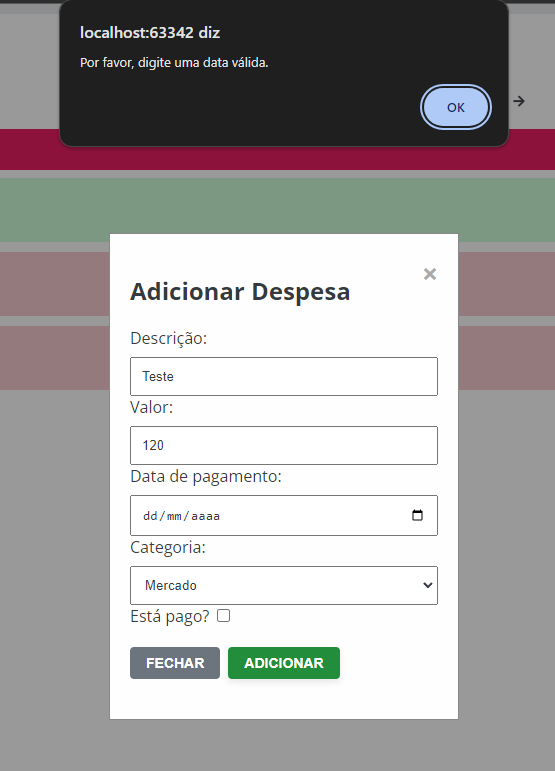 localhost:63342 diz
Por favor, digite uma data válida.
OK
Adicionar Despesa
Descrição:
Teste
Valor:
120
Data de pagamento:
dd/mm/aaaa
Categoria:
Mercado
Está pago?
FECHAR ADICIONAR